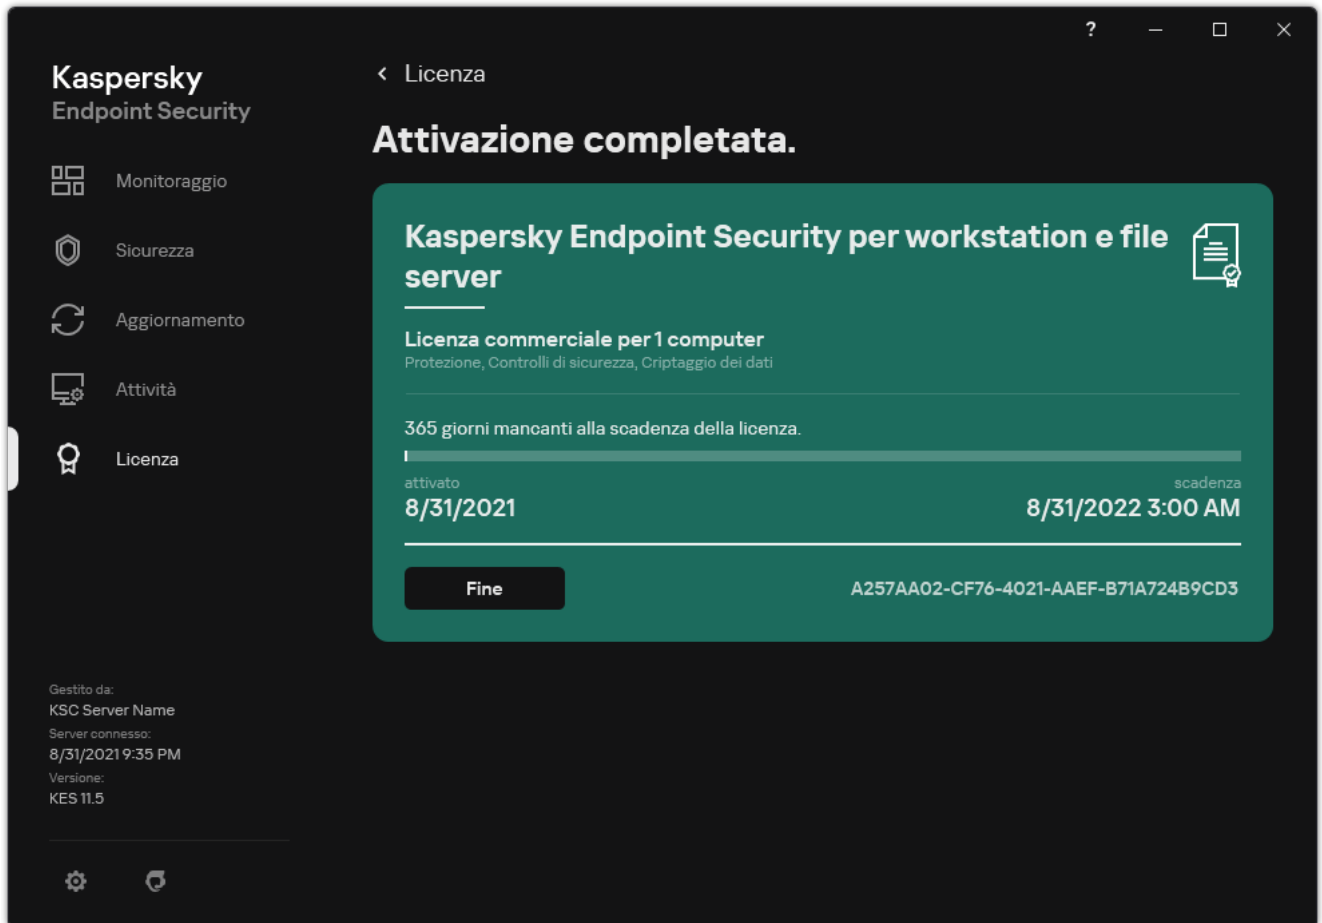 ?
Kaspersky
Endpoint Security
Monitoraggio
Sicurezza
Aggiornamento
Attività
Licenza
Gestito da:
KSC Server Name
Server connesso:
8/31/2021 9:35 PM
Versione:
KES 11.5
Licenza
Attivazione completata.
Kaspersky Endpoint Security per workstation e file
server
Licenza commerciale per 1 computer
Protezione, Controlli di sicurezza, Criptaggio dei dati
365 giorni mancanti alla scadenza della licenza.
attivato scadenza
8/31/2021 8/31/2022 3:00 AM
Fine A257AA02-CF76-4021-AAEF-B71A724B9CD3